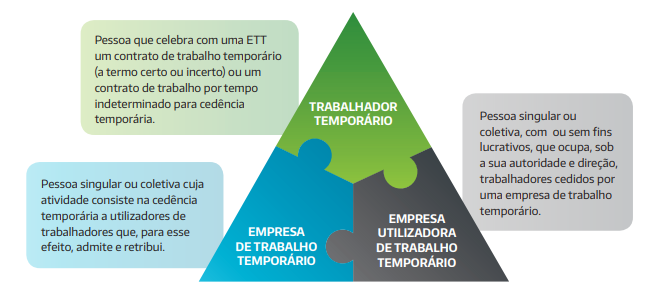 Pessoa que celebra com uma ETT
um contrato de trabalho temporário
(a termo certo ou incerto) ou um
contrato de trabalho por tempo
indeterminado para cedência
temporária.
TRABALHADOR
TEMPORÁRIO
Pessoa singular ou
coletiva, com ou sem fins
lucrativos, que ocupa, sob
a sua autoridade e direção,
trabalhadores cedidos por
uma empresa de trabalho
temporário.
Pessoa singular ou coletiva cuja
atividade consiste na cedência
temporária a utilizadores de
trabalhadores que, para esse
efeito, admite e retribui.
EMPRESA
DE TRABALHO
TEMPORÁRIO
EMPRESA
UTILIZADORA
DE TRABALHO
TEMPORÁRIO